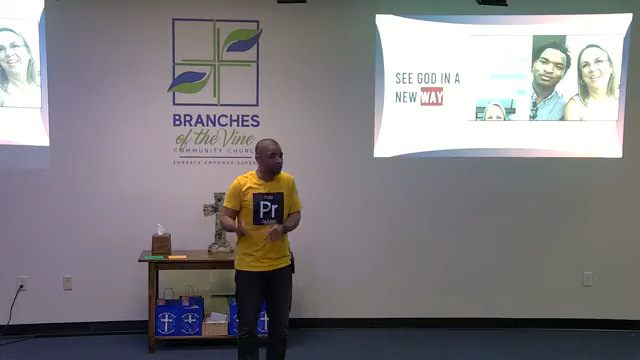 BRANCHES
of the Vine
COMMUNITY CHURCH
SEE GOD IN A
NEW WAY
Pr